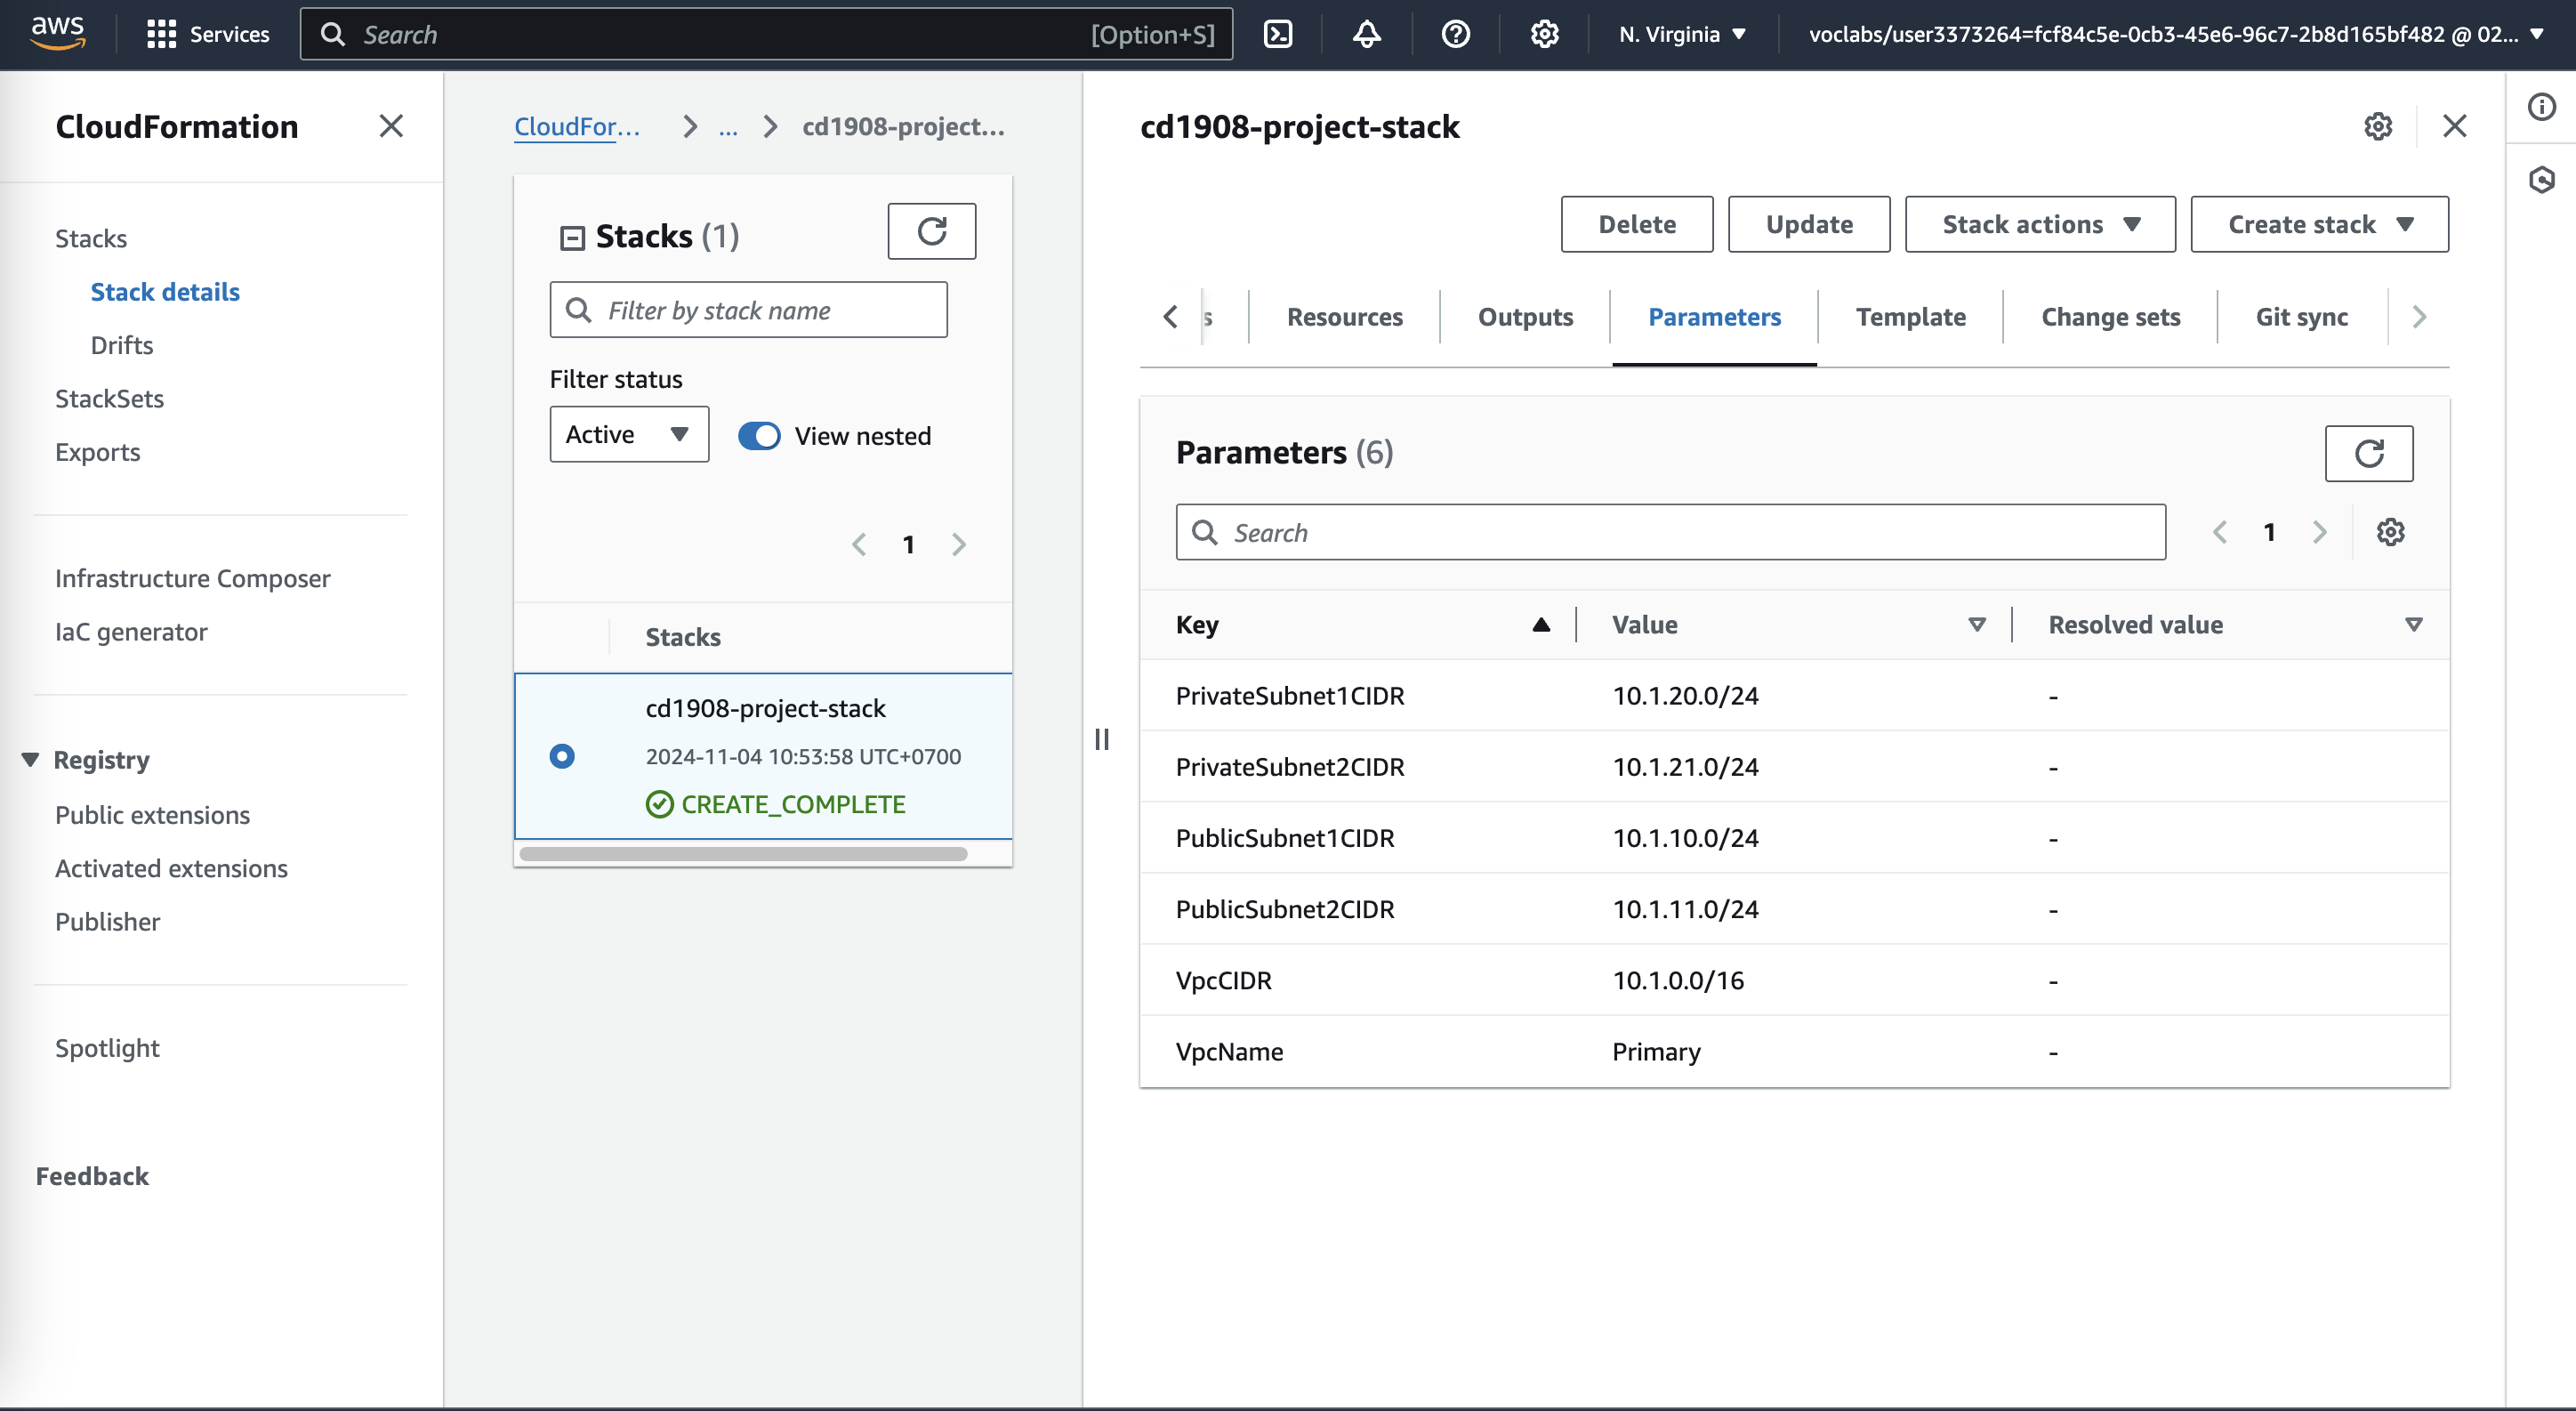 aws
Services
Search
[Option+S]
N. Virginia
voclabs/user3373264=fcf84c5e-0cb3-45e6-96c7-2b8d165bf482 @ 02...
CloudFormation
Stacks
Stack details
Drifts
StackSets
Exports
Infrastructure Composer
IaC generator
Registry
Public extensions
Activated extensions
Publisher
Spotlight
Feedback
CloudFor...
...
cd1908-project...
Stacks (1)
Filter by stack name
Filter status
Active
View nested
1
Stacks
cd1908-project-stack
2024-11-04 10:53:58 UTC+0700
CREATE_COMPLETE
cd1908-project-stack
Delete
Update
Stack actions
Create stack
s
Resources
Outputs
Parameters
Template
Change sets
Git sync
Parameters (6)
Search
1
Key Value Resolved value
PrivateSubnet1CIDR 10.1.20.0/24 -
PrivateSubnet2CIDR 10.1.21.0/24 -
PublicSubnet1CIDR 10.1.10.0/24 -
PublicSubnet2CIDR 10.1.11.0/24 -
VpcCIDR 10.1.0.0/16 -
VpcName Primary -